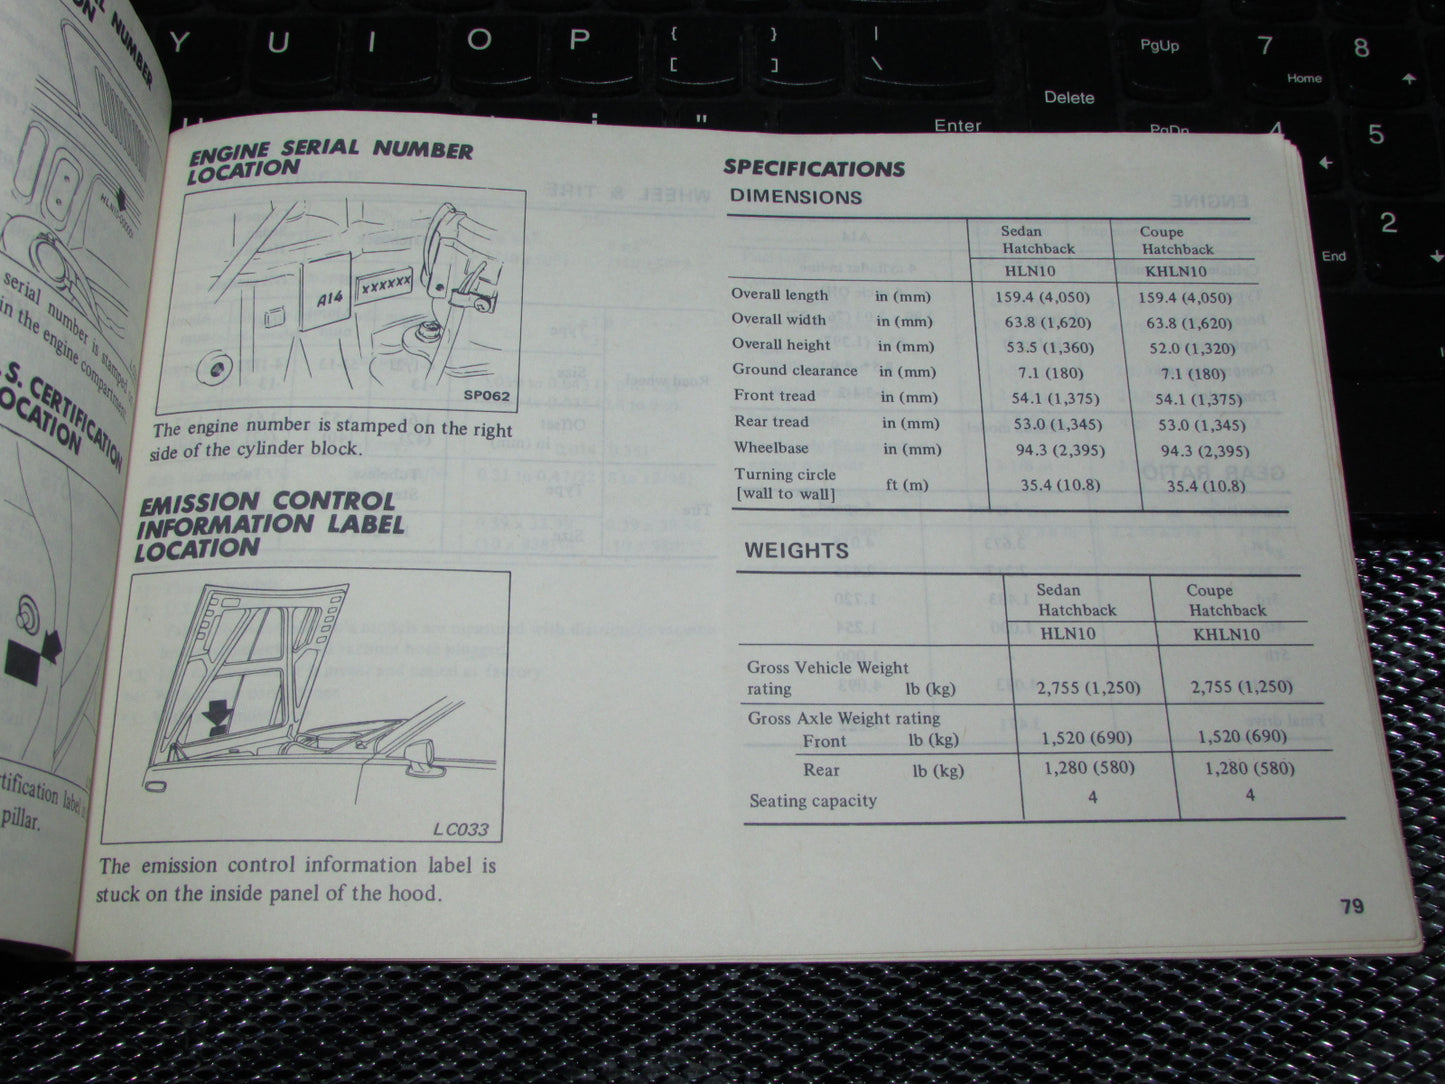 NUMBER
ON
HLN10-00001
serial number is stamped
in the engine compartment
S. CERTIFICATION
OCATION
tification label is
pillar.
Y U I O P { [ } ] | \
Delete
PgUp
7 Home
8
"
Enter
PgDn
4
5
End
2
ENGINE SERIAL NUMBER
LOCATION
A14
xxxxxx
SP062
The engine number is stamped on the right
side of the cylinder block.
EMISSION CONTROL
INFORMATION LABEL
LOCATION
LC033
The emission control information label is
stuck on the inside panel of the hood.
SPECIFICATIONS
DIMENSIONS
Sedan Coupe
Hatchback Hatchback
HLN10 KHLN10
Overall length in (mm) 159.4 (4,050) 159.4 (4,050)
Overall width in (mm) 63.8 (1,620) 63.8 (1,620)
Overall height in (mm) 53.5 (1,360) 52.0 (1,320)
Ground clearance in (mm) 7.1 (180) 7.1 (180)
Front tread in (mm) 54.1 (1,375) 54.1 (1,375)
Rear tread in (mm) 53.0 (1,345) 53.0 (1,345)
Wheelbase in (mm) 94.3 (2,395) 94.3 (2,395)
Turning circle
[wall to wall] ft (m) 35.4 (10.8) 35.4 (10.8)
WEIGHTS
Sedan Coupe
Hatchback Hatchback
HLN10 KHLN10
Gross Vehicle Weight
rating lb (kg) 2,755 (1,250) 2,755 (1,250)
Gross Axle Weight rating
Front lb (kg) 1,520 (690) 1,520 (690)
Rear lb (kg) 1,280 (580) 1,280 (580)
Seating capacity 4 4
79